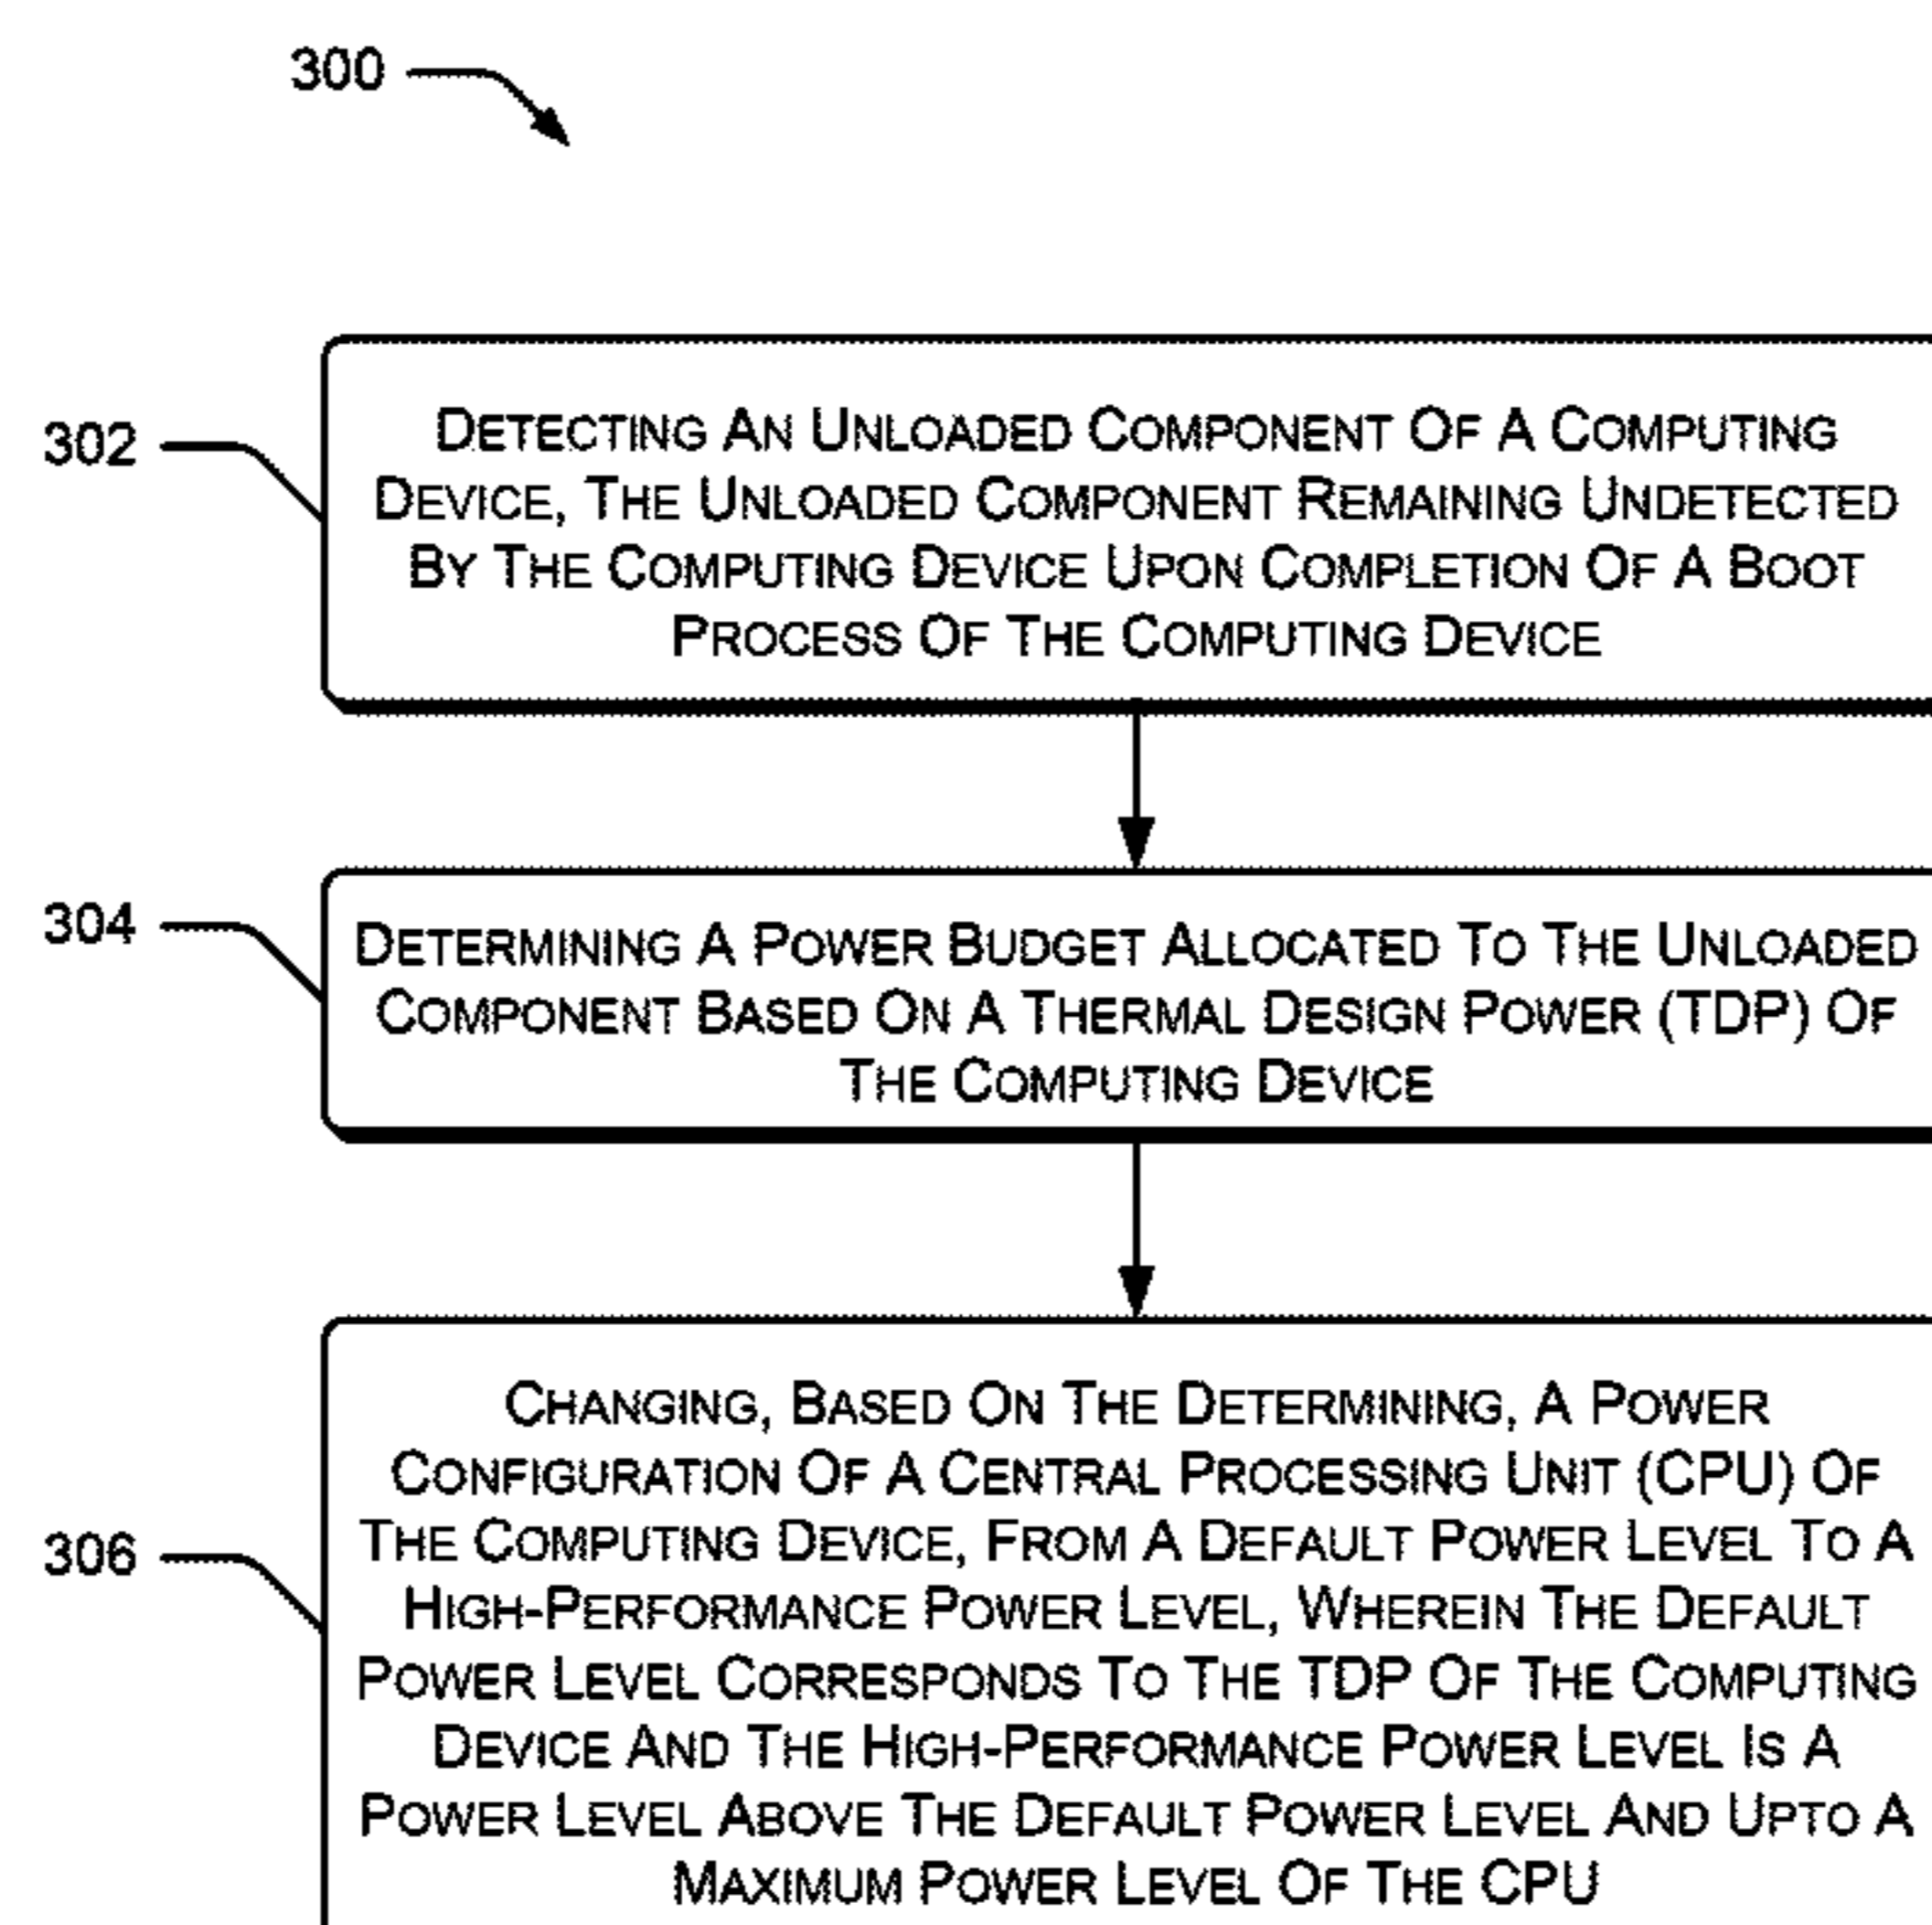 300
302
DETECTING AN UNLOADED COMPONENT OF A COMPUTING
DEVICE, THE UNLOADED COMPONENT REMAINING UNDETECTED
BY THE COMPUTING DEVICE UPON COMPLETION OF A BOOT
PROCESS OF THE COMPUTING DEVICE
304
DETERMINING A POWER BUDGET ALLOCATED TO THE UNLOADED
COMPONENT BASED ON A THERMAL DESIGN POWER (TDP) OF
THE COMPUTING DEVICE
306
CHANGING, BASED ON THE DETERMINING, A POWER
CONFIGURATION OF A CENTRAL PROCESSING UNIT (CPU) OF
THE COMPUTING DEVICE, FROM A DEFAULT POWER LEVEL TO A
HIGH-PERFORMANCE POWER LEVEL, WHEREIN THE DEFAULT
POWER LEVEL CORRESPONDS TO THE TDP OF THE COMPUTING
DEVICE AND THE HIGH-PERFORMANCE POWER LEVEL IS A
POWER LEVEL ABOVE THE DEFAULT POWER LEVEL AND UPTO A
MAXIMUM POWER LEVEL OF THE CPU